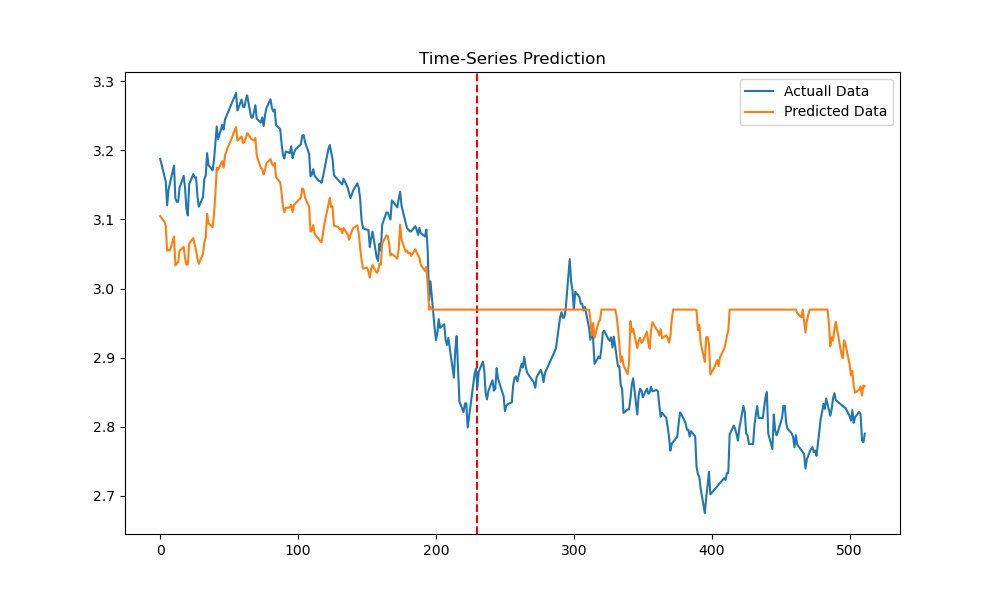 Time-Series Prediction
Actuall Data
Predicted Data
3.3
3.2
3.1
3.0
2.9
2.8
2.7
0 100 200 300 400 500